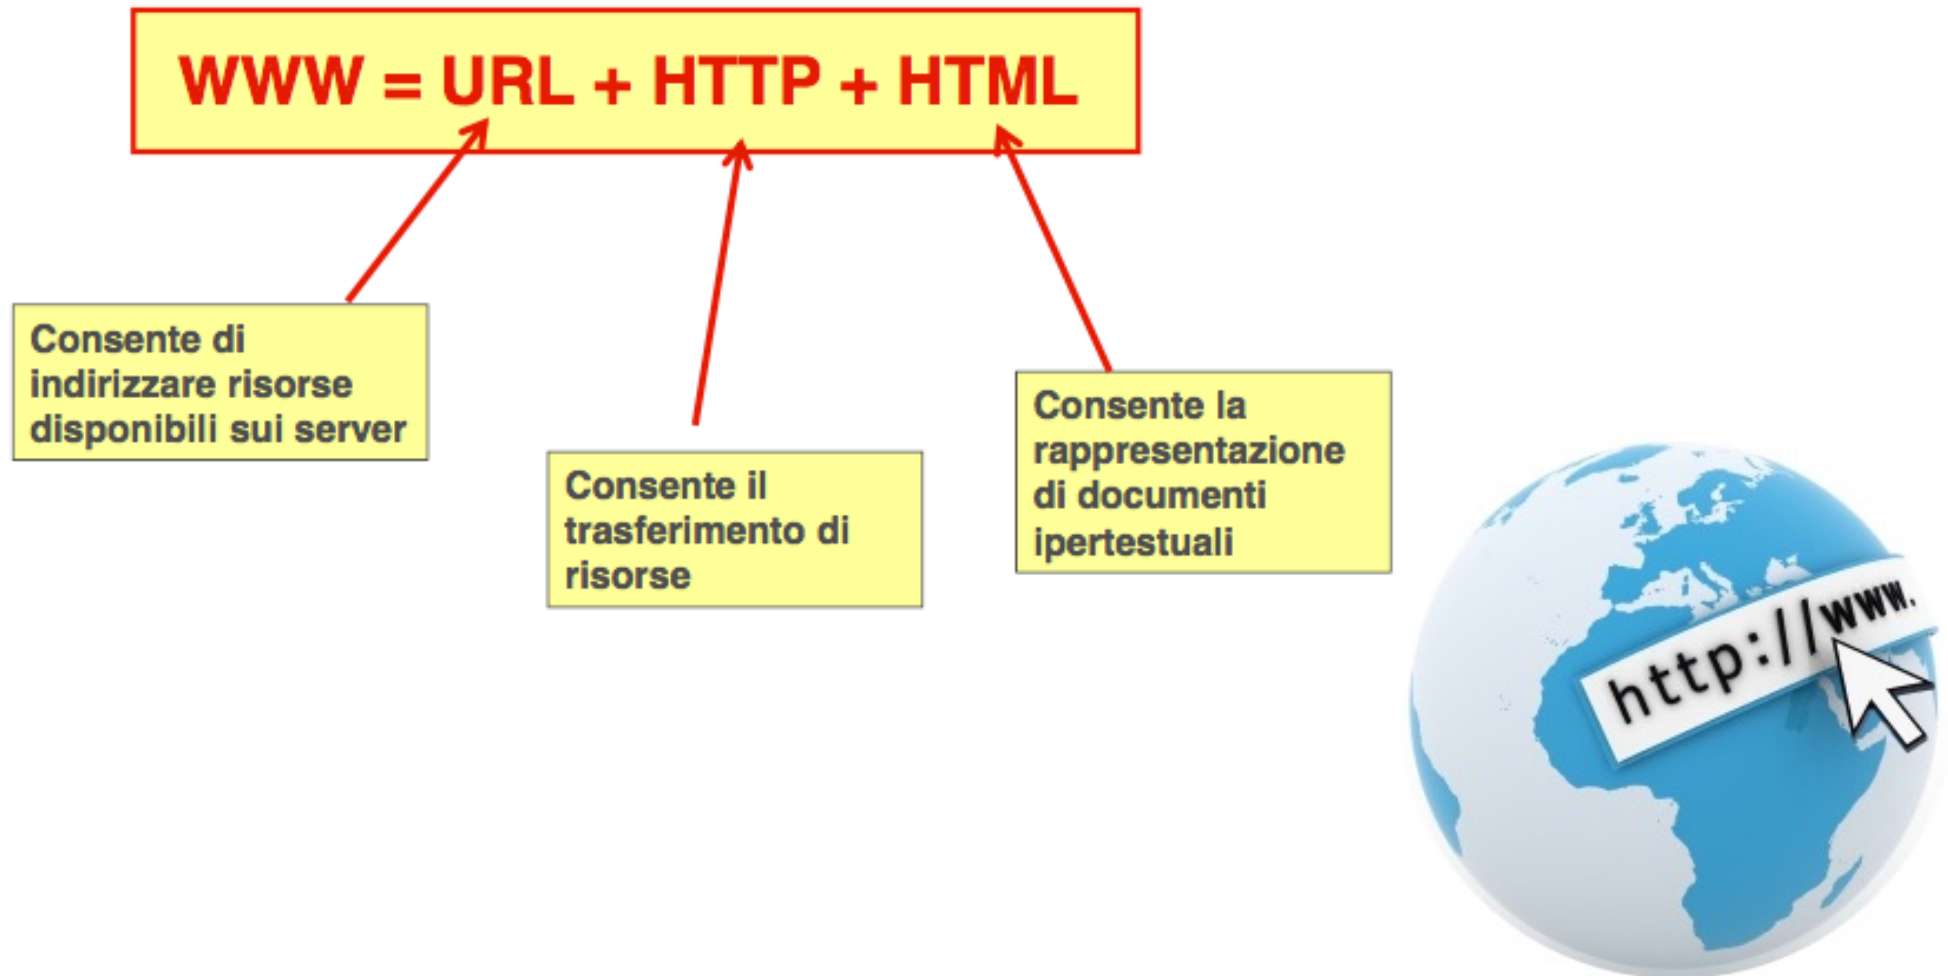 WWW = URL + HTTP + HTML
Consente di
indirizzare risorse
disponibili sui server
Consente il
trasferimento di
risorse
Consente la
rappresentazione
di documenti
ipertestuali
http://www.